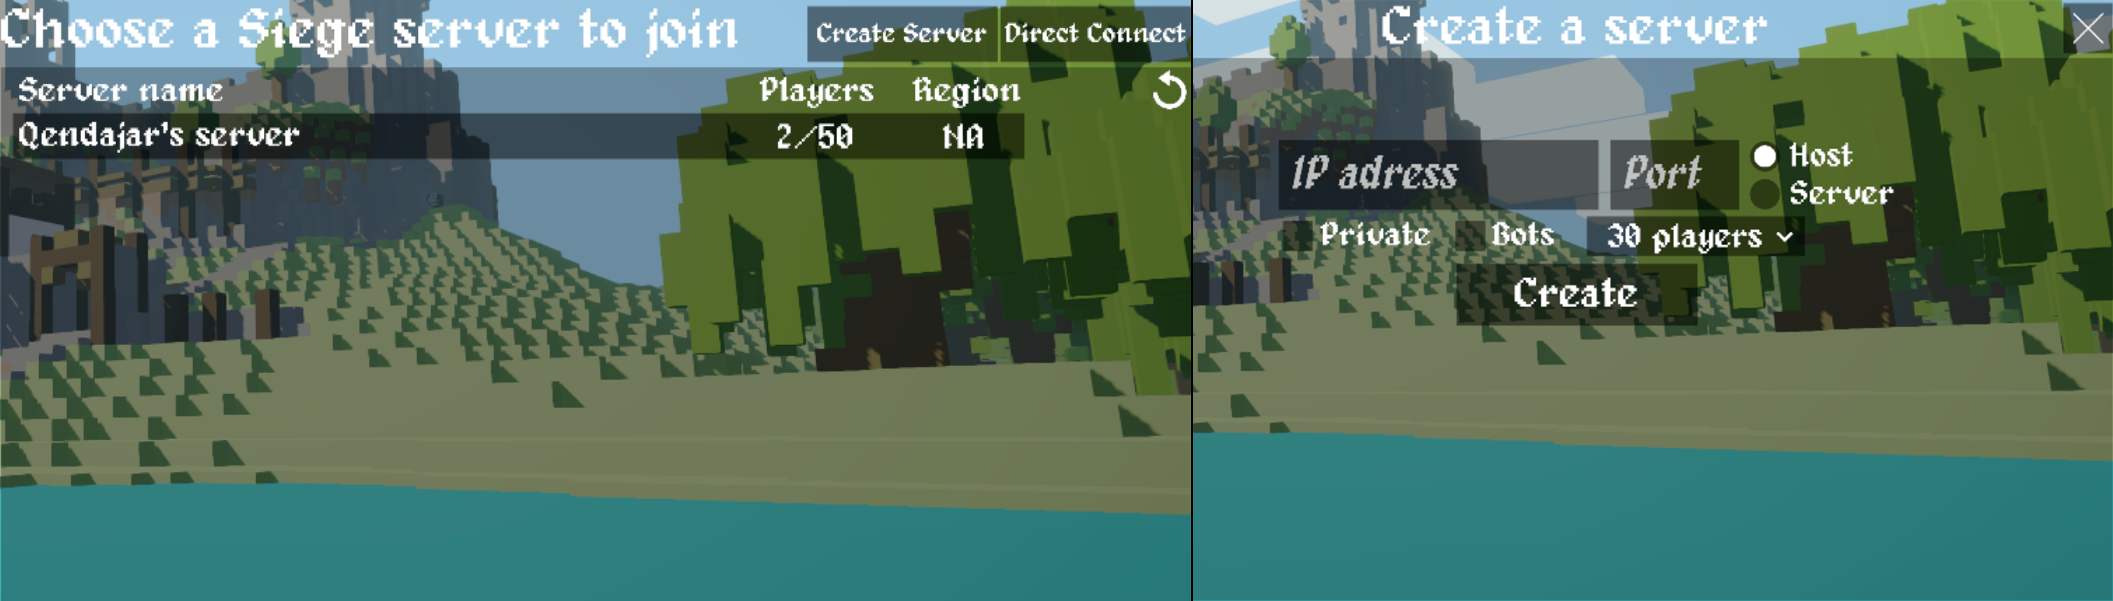 Choose a Siege server to join
Create Server Direct Connect
Server name Players Region
Qendajar's server 2/50 NA
Create a server
IP adress Port Host
Server
Private Bots 30 players
Create